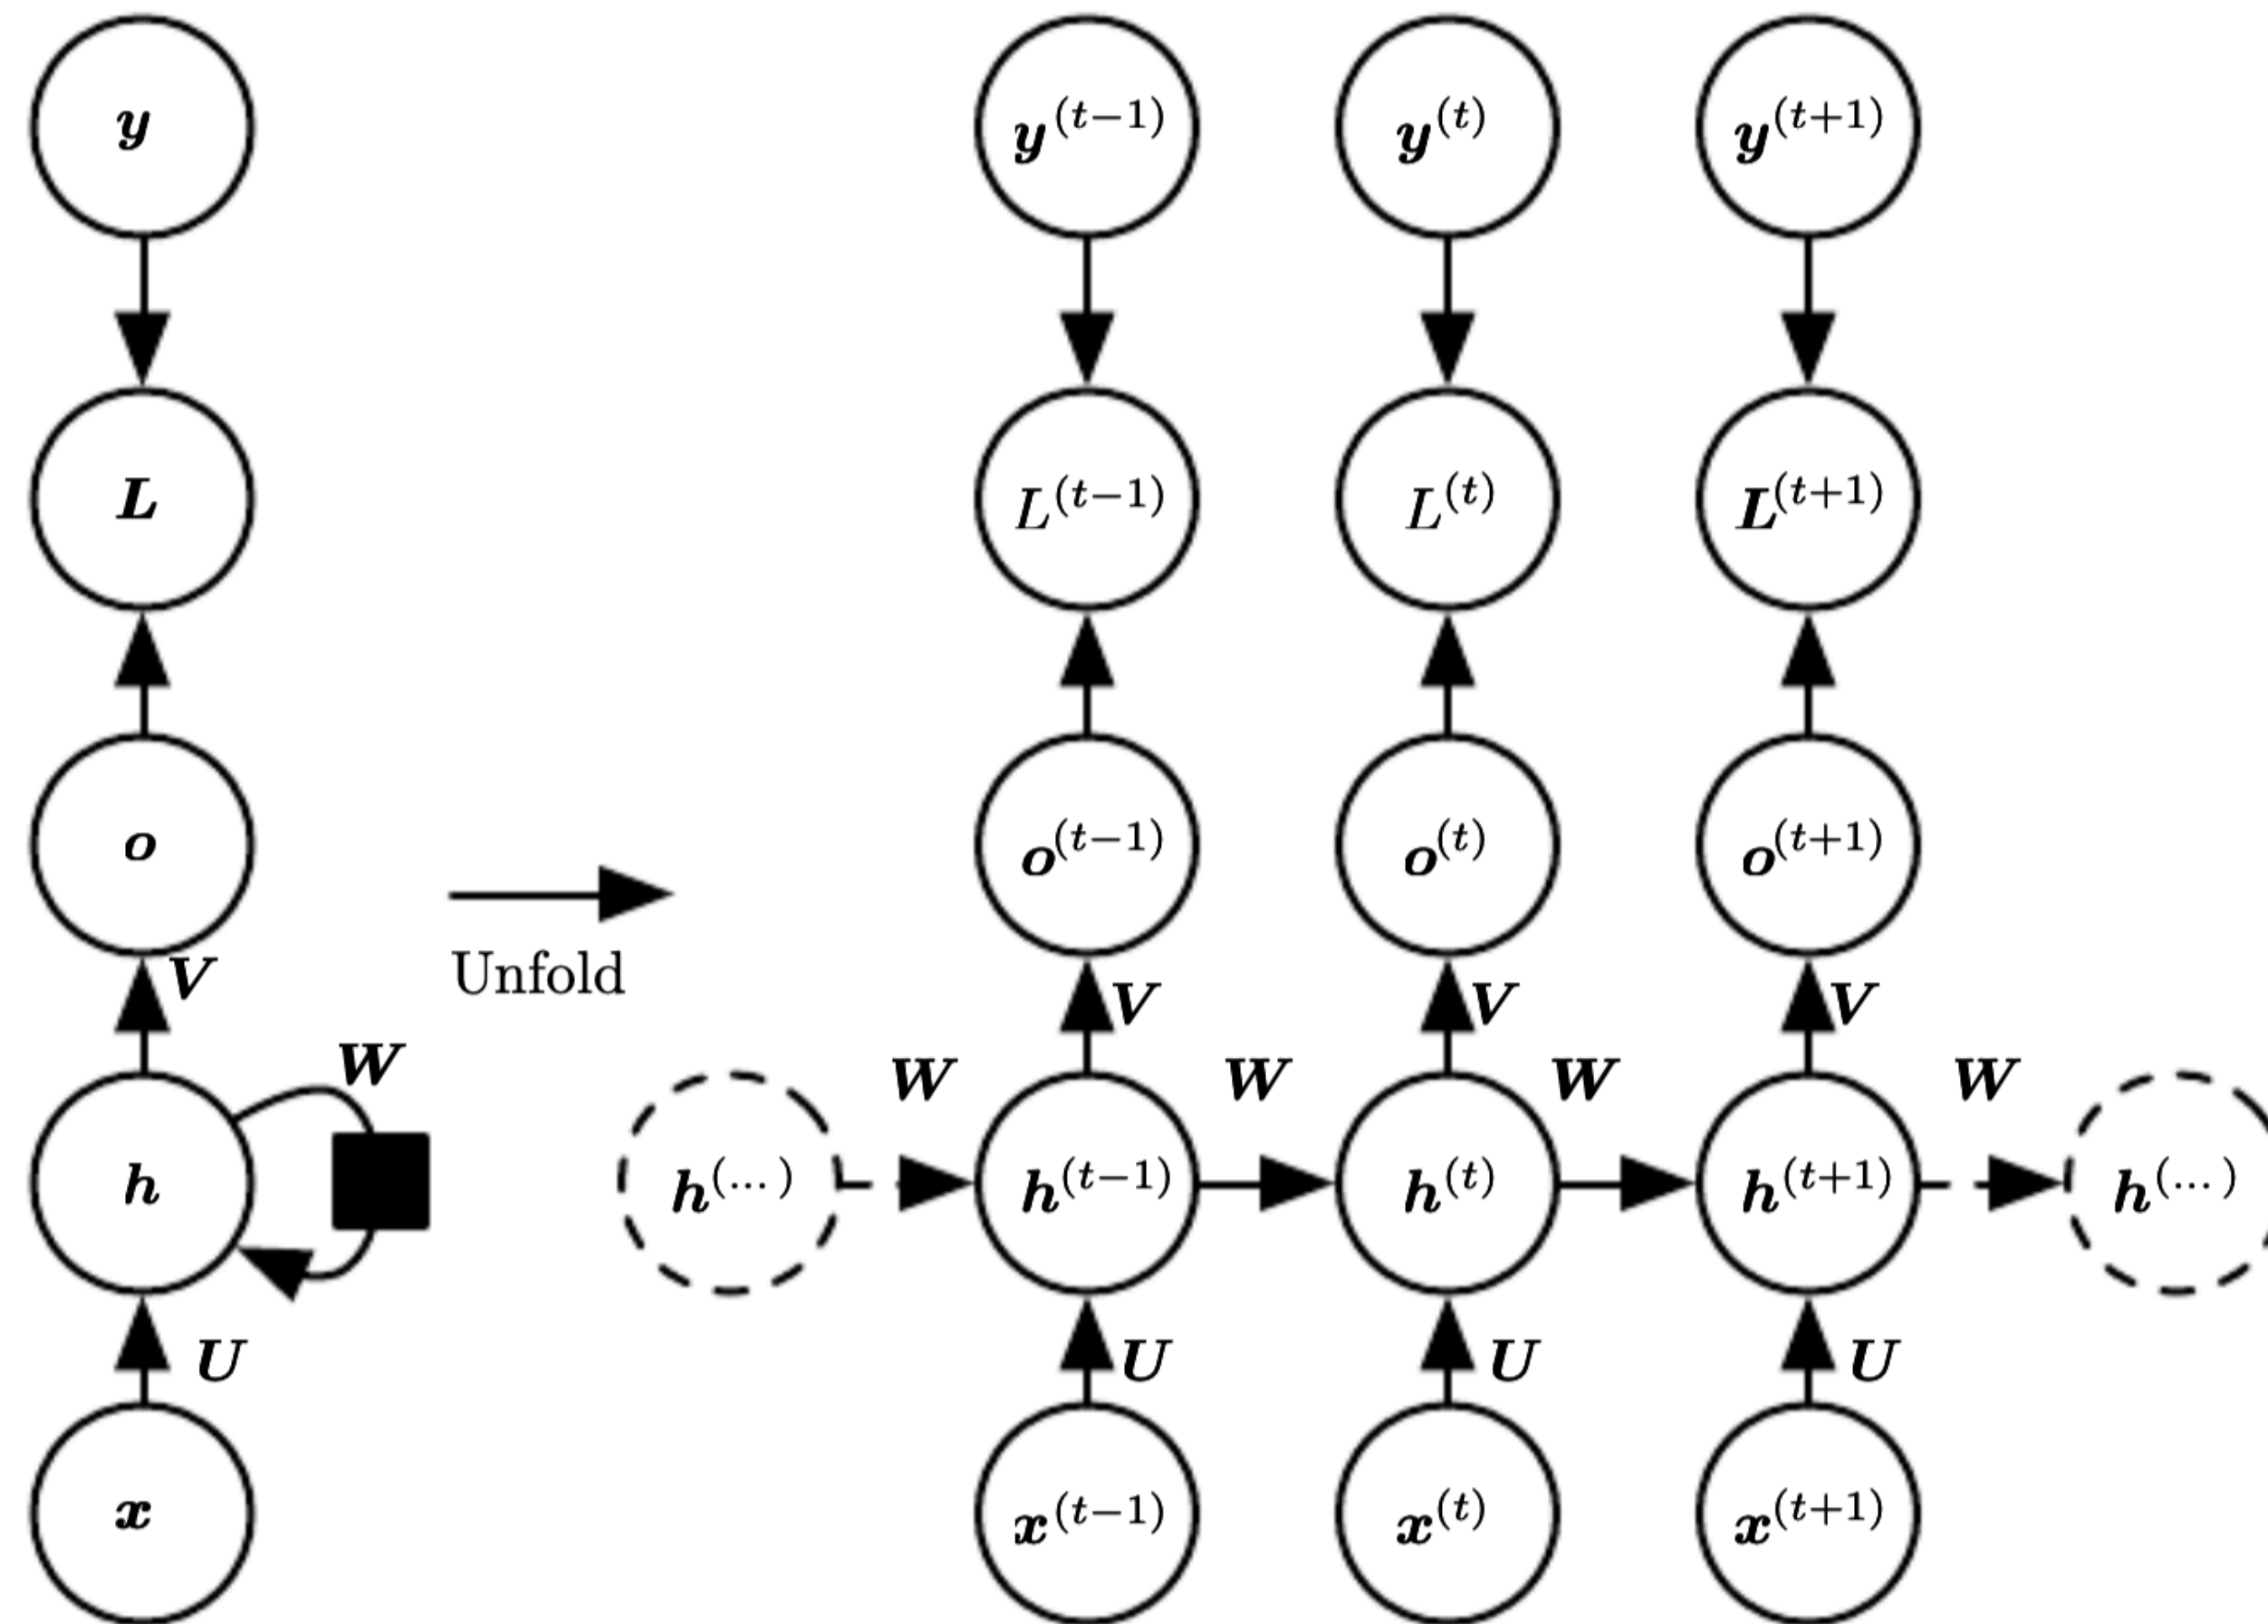 y y^(t−1) y^(t) y^(t+1)
L L^(t−1) L^(t) L^(t+1)
o o^(t−1) o^(t) o^(t+1)
Unfold
V V V V
W W W W W
h h^(...) h^(t−1) h^(t) h^(t+1) h^(...)
U U U U
x x^(t−1) x^(t) x^(t+1)